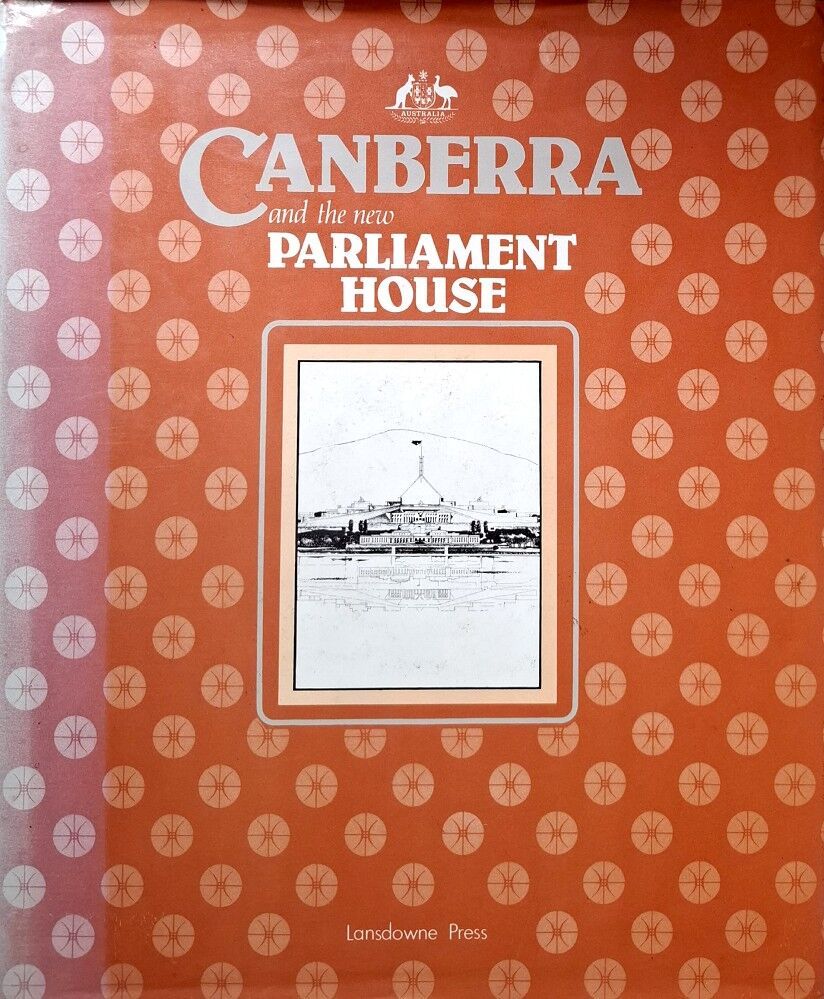 AUSTRALIA
CANBERRA
and the new
PARLIAMENT
HOUSE
Lansdowne Press